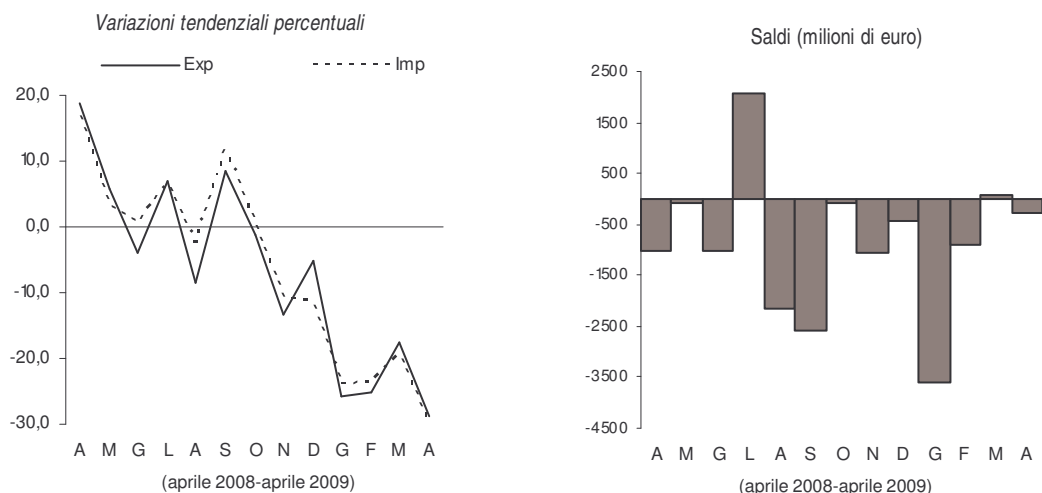 Variazioni tendenziali percentuali
Exp Imp
20,0
10,0
0,0
-10,0
-20,0
-30,0
A M G L A S O N D G F M A
(aprile 2008-aprile 2009)
Saldi (milioni di euro)
2500
1500
500
-500
-1500
-2500
-3500
-4500
A M G L A S O N D G F M A
(aprile 2008-aprile 2009)